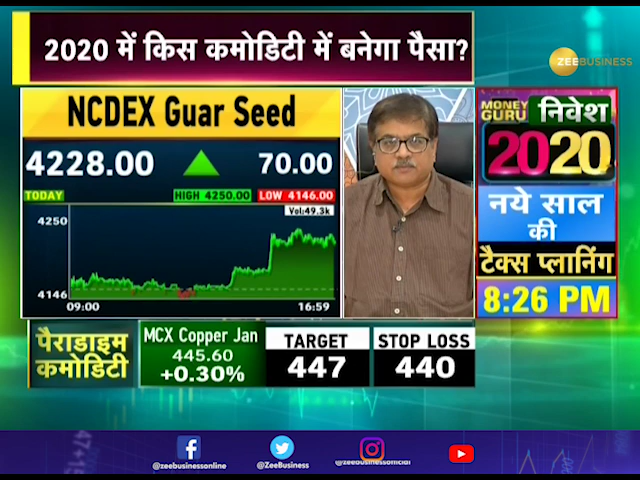 2020 में किस कमोडिटी में बनेगा पैसा?
ZEEBUSINESS
NCDEX Guar Seed
4228.00 70.00
TODAY HIGH 4250.00 LOW 4146.00
Vol:49.3k
4250
4146
09:00 16:59
MONEY GURU निवेश
2020
नये साल
की
टैक्स प्लानिंग
8:26 PM
पैराडाइम
कमोडिटी
MCX Copper Jan
445.60
+0.30%
TARGET
447
STOP LOSS
440
@zeebusinessonline
@ZeeBusiness
@zeebusinessofficial